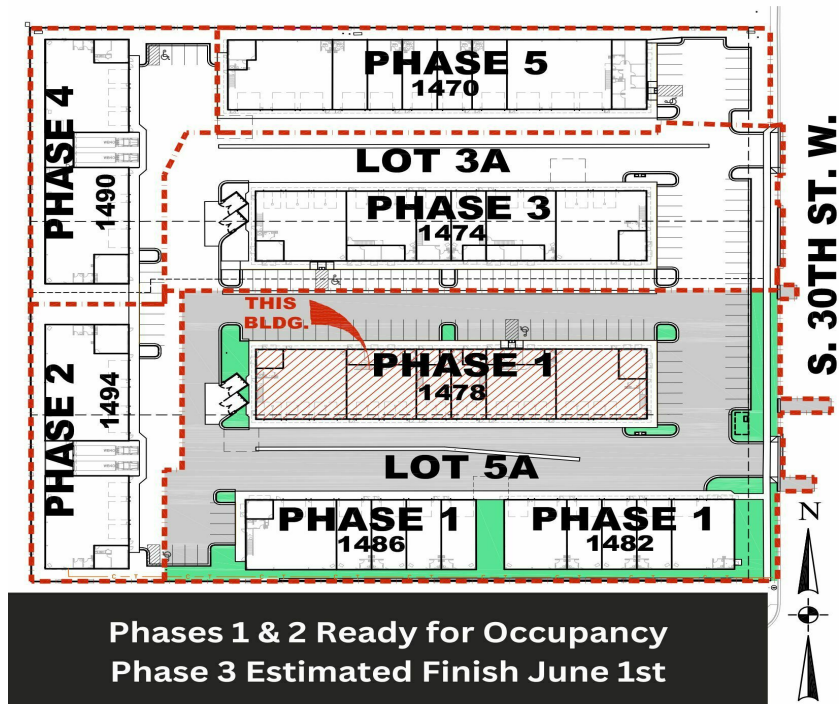 PHASE 5
1470
PHASE 4
1490
LOT 3A
PHASE 3
1474
S. 30TH ST. W.
THIS
BLDG.
PHASE 1
1478
PHASE 2
1494
LOT 5A
PHASE 1
1486
PHASE 1
1482
N
Phases 1 & 2 Ready for Occupancy
Phase 3 Estimated Finish June 1st